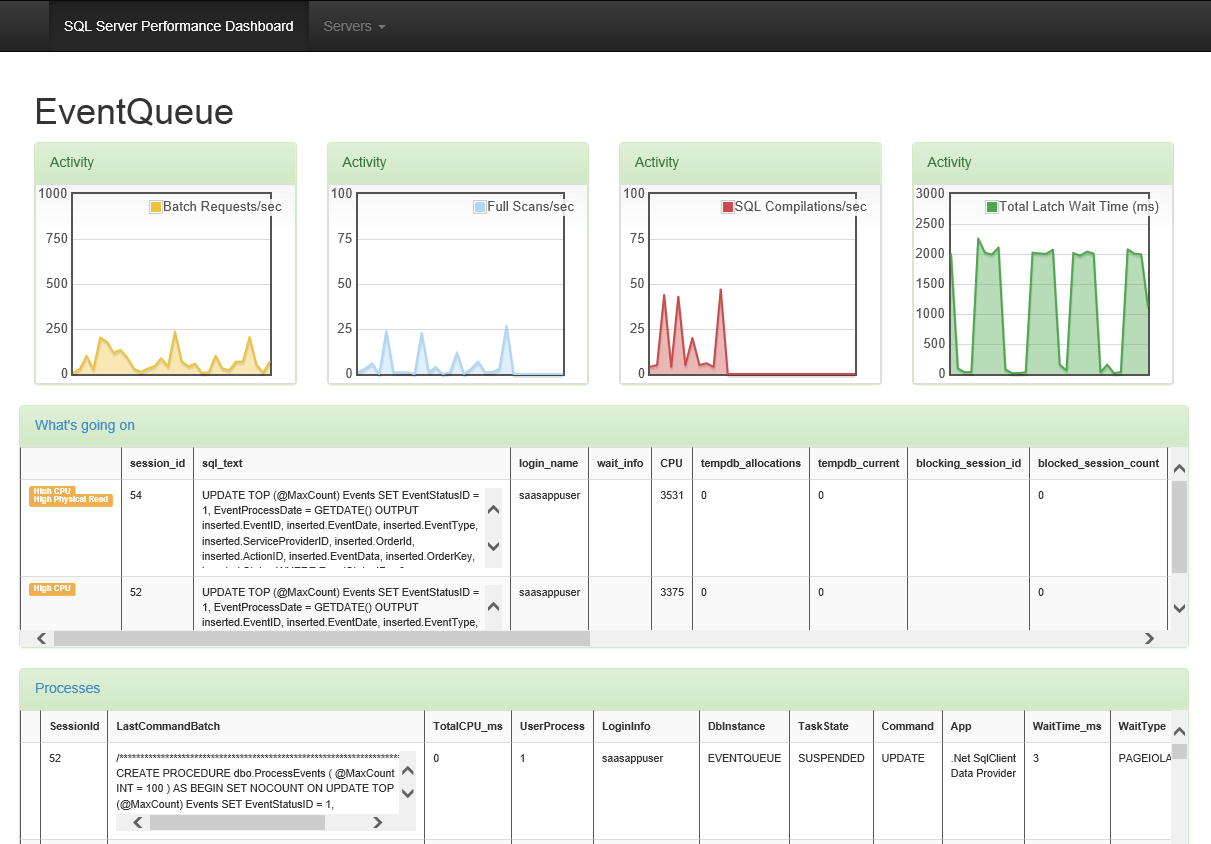 SQL Server Performance Dashboard Servers
EventQueue
Activity
1000
750
500
250
0
Batch Requests/sec
Activity
100
75
50
25
0
Full Scans/sec
Activity
100
75
50
25
0
SQL Compilations/sec
Activity
3000
2500
2000
1500
1000
500
0
Total Latch Wait Time (ms)
What's going on
session_id sql_text login_name wait_info CPU tempdb_allocations tempdb_current blocking_session_id blocked_session_count
High CPU
High Physical Read
54
UPDATE TOP (@MaxCount) Events SET EventStatusID =
1, EventProcessDate = GETDATE() OUTPUT
inserted.EventID, inserted.EventDate, inserted.EventType,
inserted.ServiceProviderID, inserted.OrderId,
inserted.ActionID, inserted.EventData, inserted.OrderKey,
saasappuser 3531 0 0 0
High CPU
52
UPDATE TOP (@MaxCount) Events SET EventStatusID =
1, EventProcessDate = GETDATE() OUTPUT
inserted.EventID, inserted.EventDate, inserted.EventType,
saasappuser 3375 0 0 0
Processes
SessionId LastCommandBatch TotalCPU_ms UserProcess LoginInfo DbInstance TaskState Command App WaitTime_ms WaitType
52
CREATE PROCEDURE dbo.ProcessEvents ( @MaxCount
INT = 100 ) AS BEGIN SET NOCOUNT ON UPDATE TOP
(@MaxCount) Events SET EventStatusID = 1,
0 1 saasappuser EVENTQUEUE SUSPENDED UPDATE
.Net SqlClient
Data Provider
3 PAGEIOLA